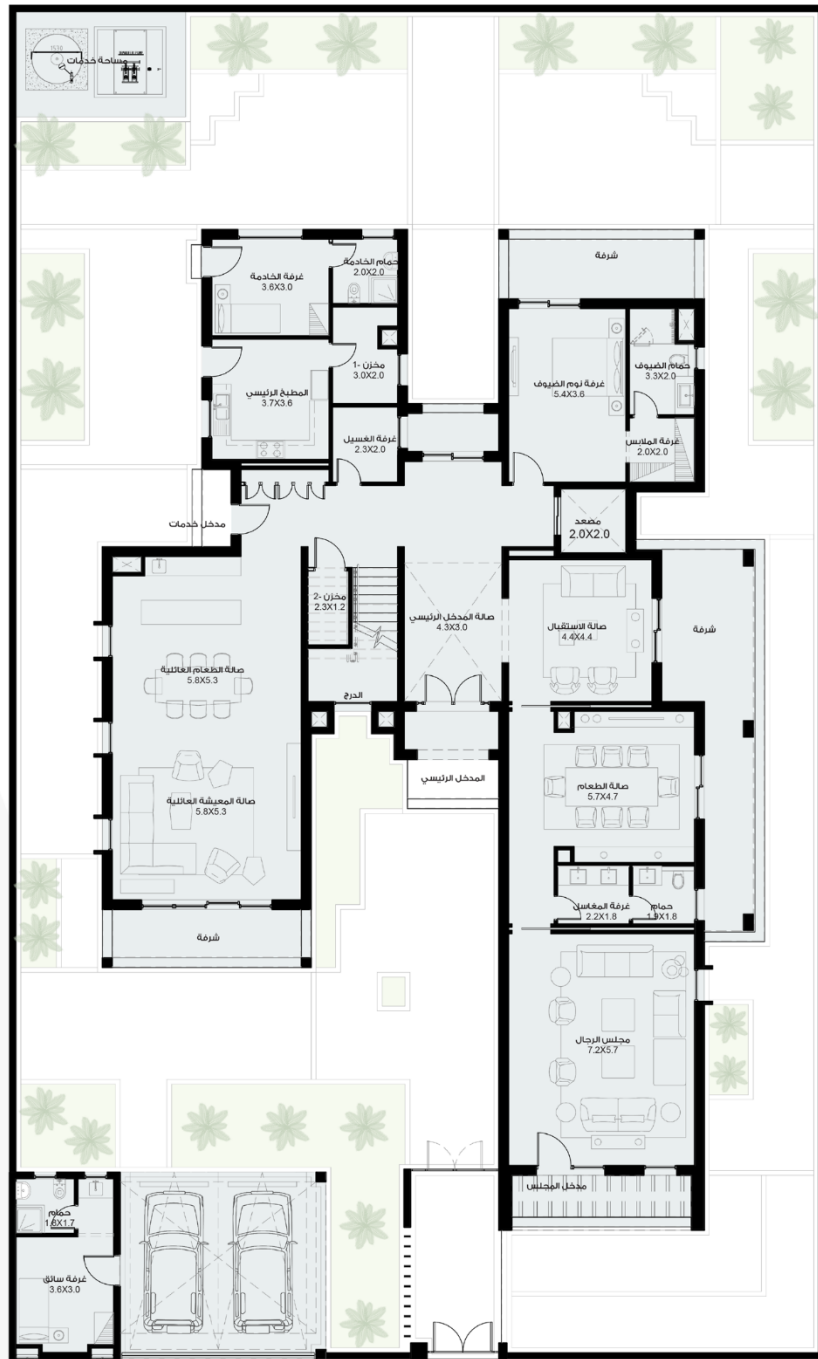 مساحة خدمات
1500
غرفة الخادمة
3.6X3.0
حمام الخادمة
2.0X2.0
شرفة
المطبخ الرئيسي
3.7X3.6
مخزن -1
3.0X2.0
غرفة نوم الضيوف
5.4X3.6
حمام الضيوف
3.3X2.0
غرفة الغسيل
2.3X2.0
غرفة الملابس
2.0X2.0
مدخل خدمات
مصعد
2.0X2.0
مخزن -2
2.3X1.2
صالة المدخل الرئيسي
4.3X3.0
صالة الاستقبال
4.4X4.4
شرفة
صالة الطعام العائلية
5.8X5.3
الدرج
المدخل الرئيسي
صالة الطعام
5.7X4.7
صالة المعيشة العائلية
5.8X5.3
غرفة المغاسل
2.2X1.8
حمام
1.9X1.8
شرفة
مجلس الرجال
7.2X5.7
مدخل المجلس
حمام
1.8X1.7
غرفة سائق
3.6X3.0